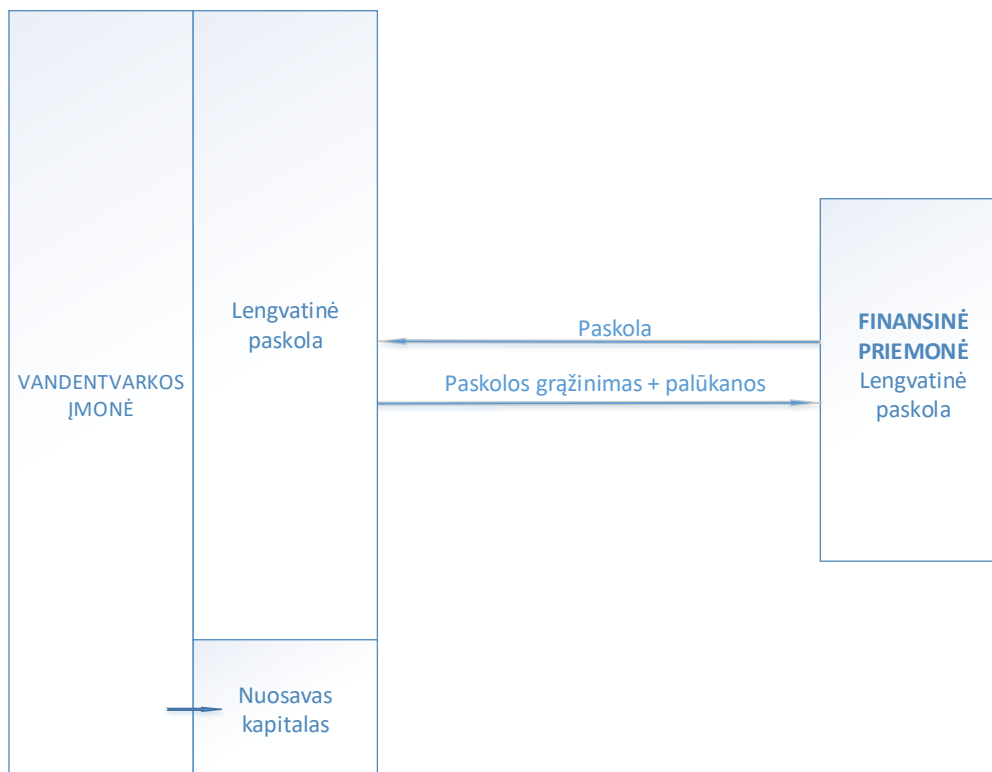 VANDENTVARKOS
ĮMONĖ
Lengvatinė
paskola
Paskola
Paskolos grąžinimas + palūkanos
FINANSINĖ
PRIEMONĖ
Lengvatinė
paskola
Nuosavas
kapitalas